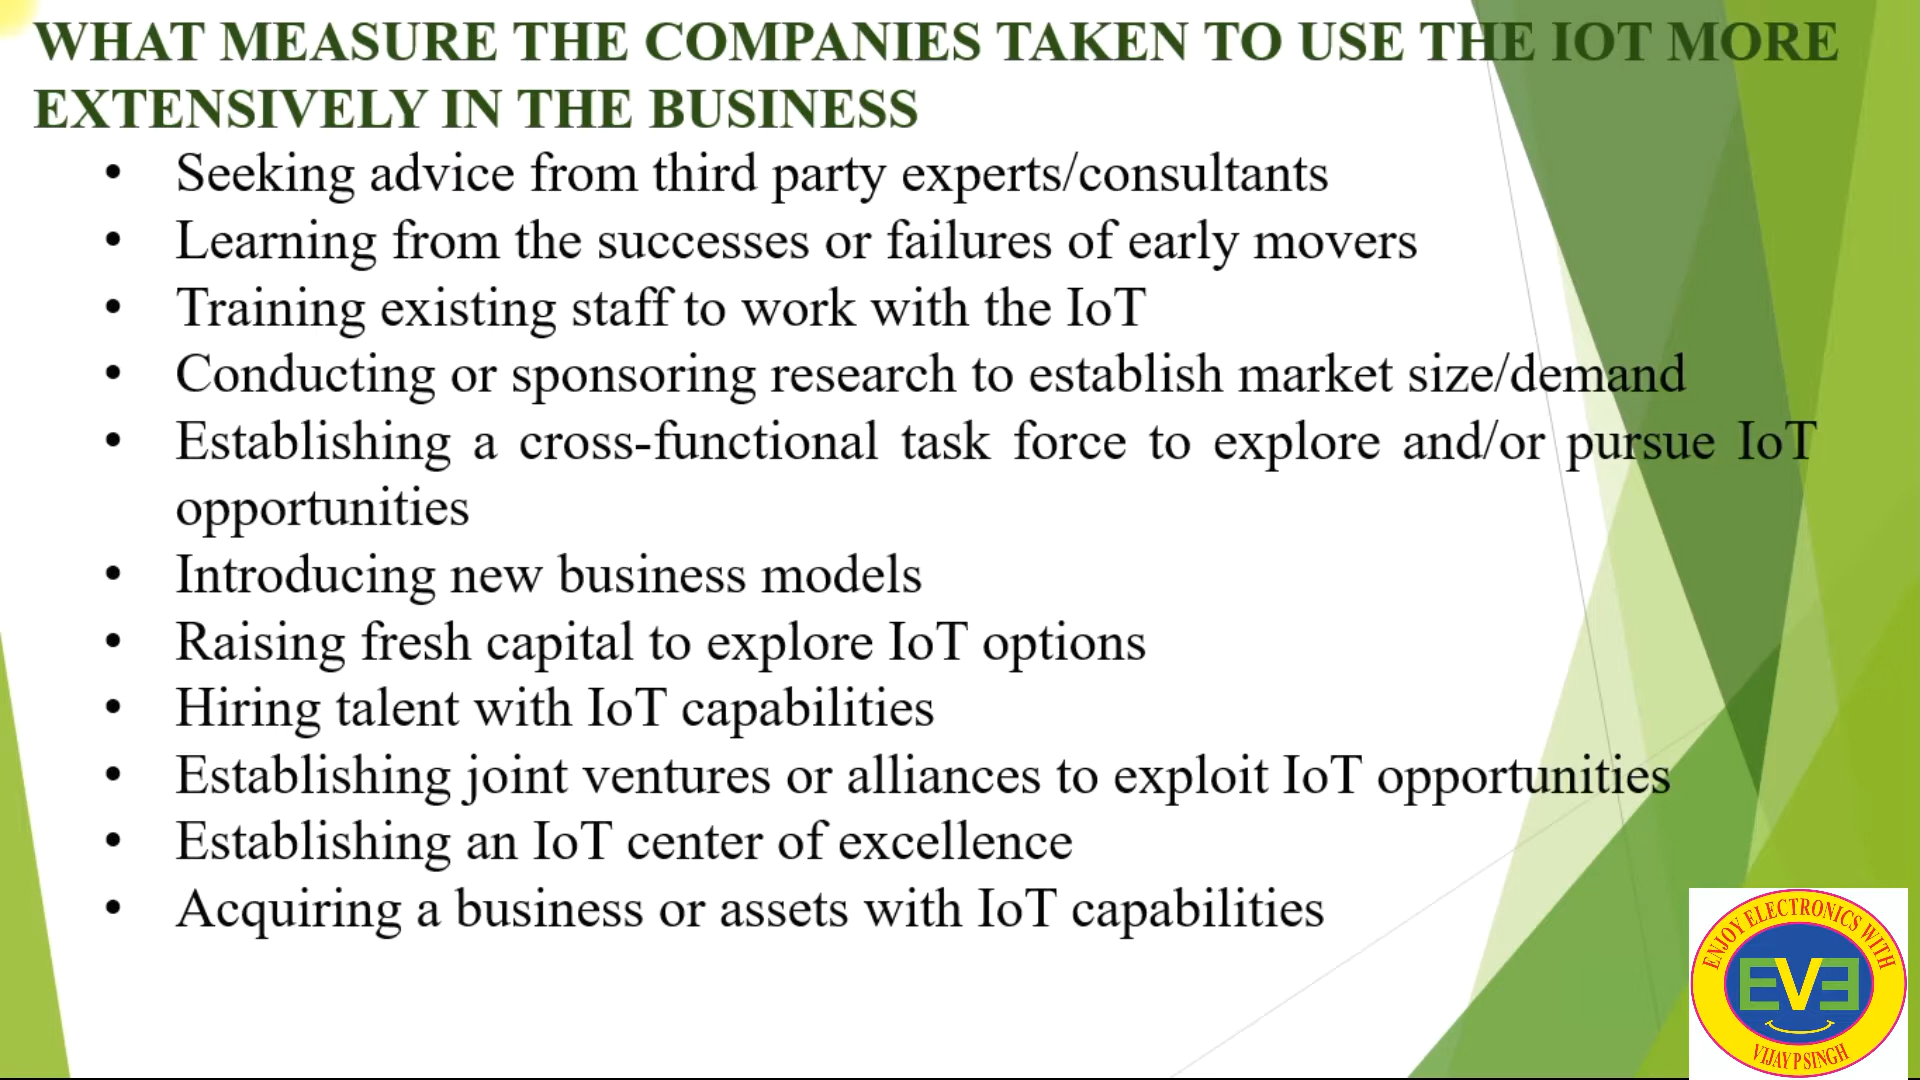 WHAT MEASURE THE COMPANIES TAKEN TO USE THE IOT MORE
EXTENSIVELY IN THE BUSINESS
• Seeking advice from third party experts/consultants
• Learning from the successes or failures of early movers
• Training existing staff to work with the IoT
• Conducting or sponsoring research to establish market size/demand
• Establishing a cross-functional task force to explore and/or pursue IoT
opportunities
• Introducing new business models
• Raising fresh capital to explore IoT options
• Hiring talent with IoT capabilities
• Establishing joint ventures or alliances to exploit IoT opportunities
• Establishing an IoT center of excellence
• Acquiring a business or assets with IoT capabilities
ENJOY ELECTRONICS WITH
EVE
VIJAY P SINGH